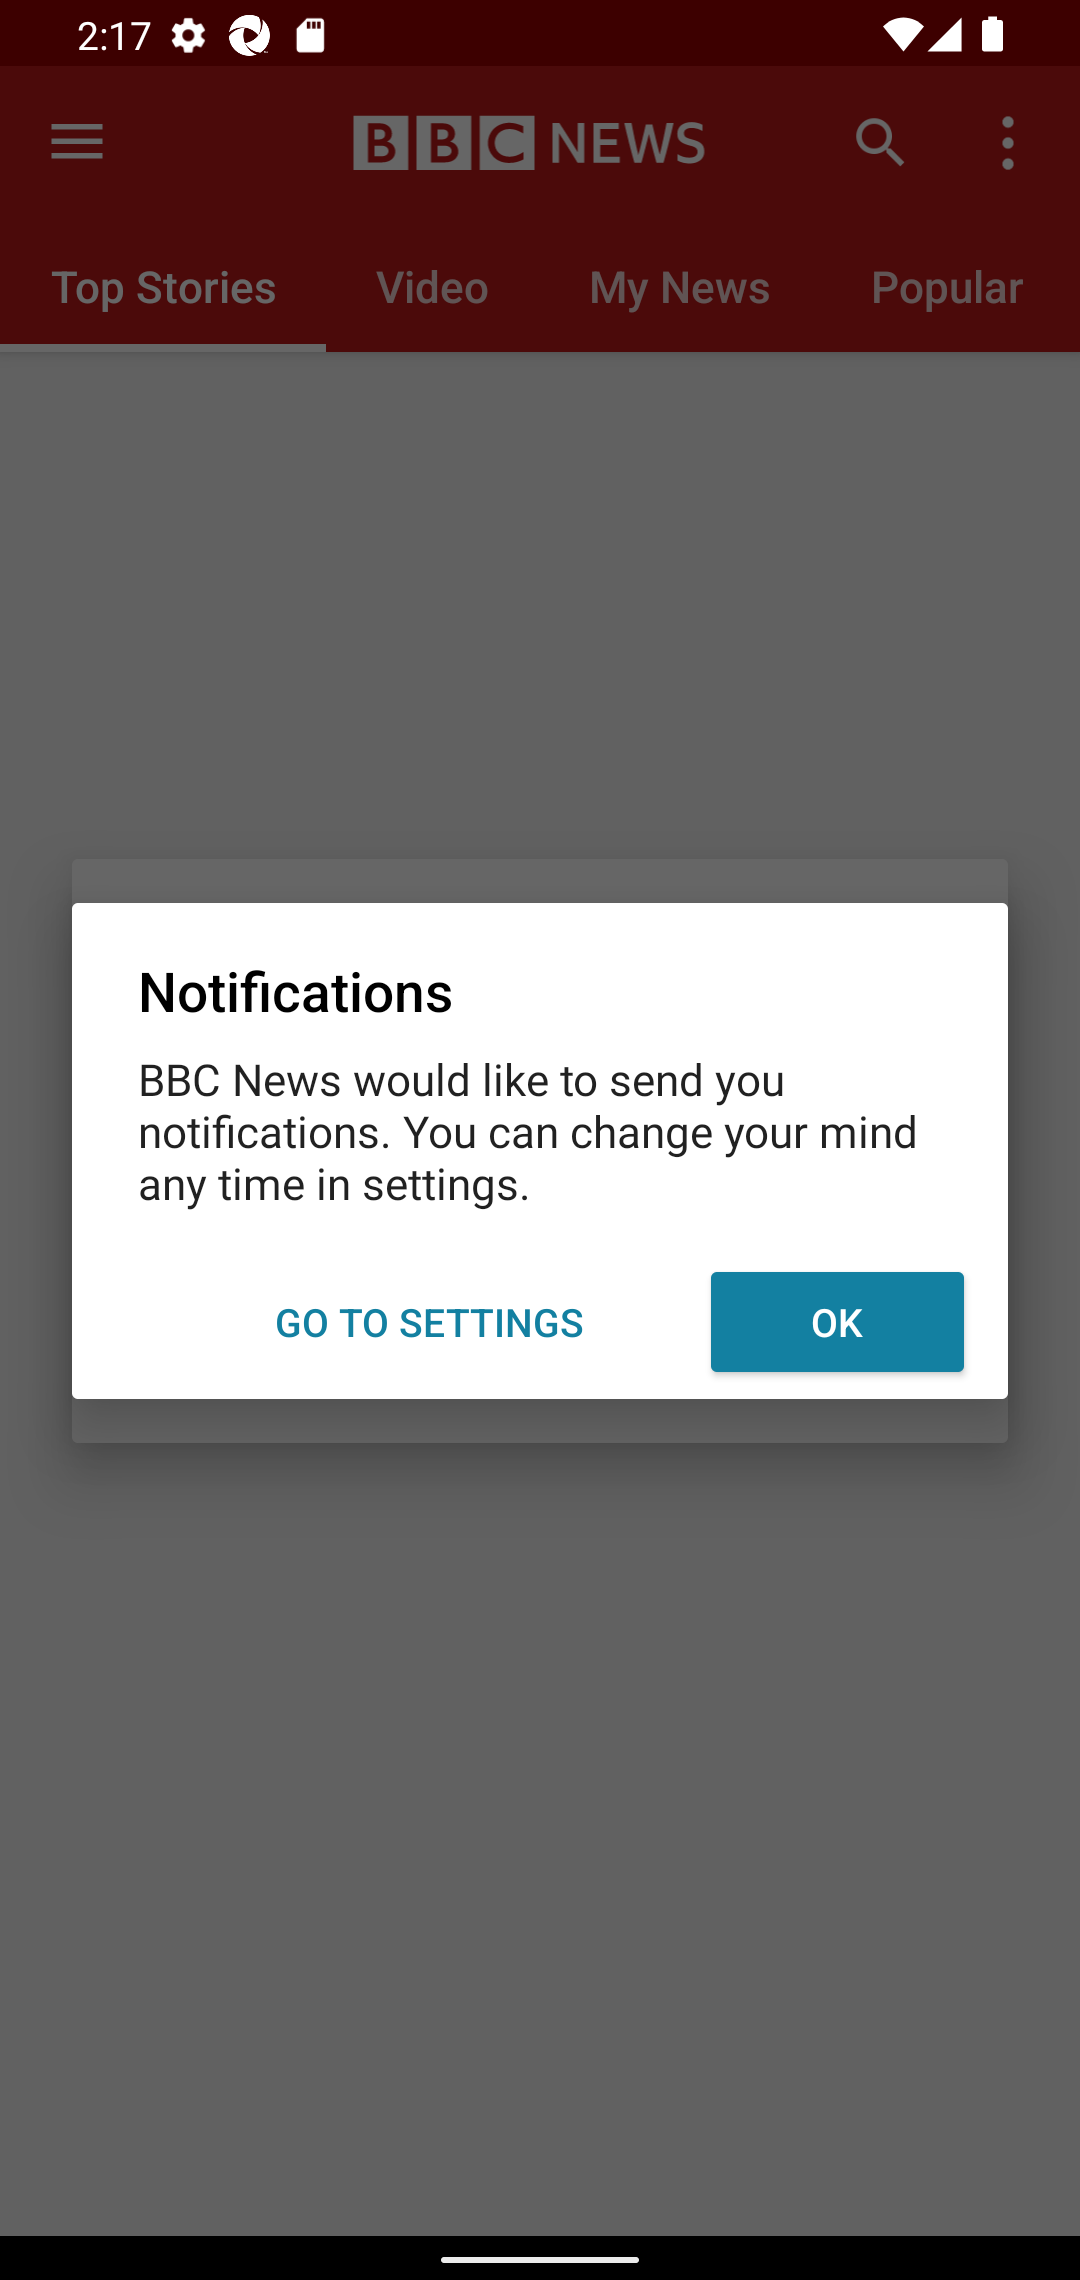 2:17
BBC NEWS
Top Stories Video My News Popular
Notifications
BBC News would like to send you
notifications. You can change your mind
any time in settings.
GO TO SETTINGS OK